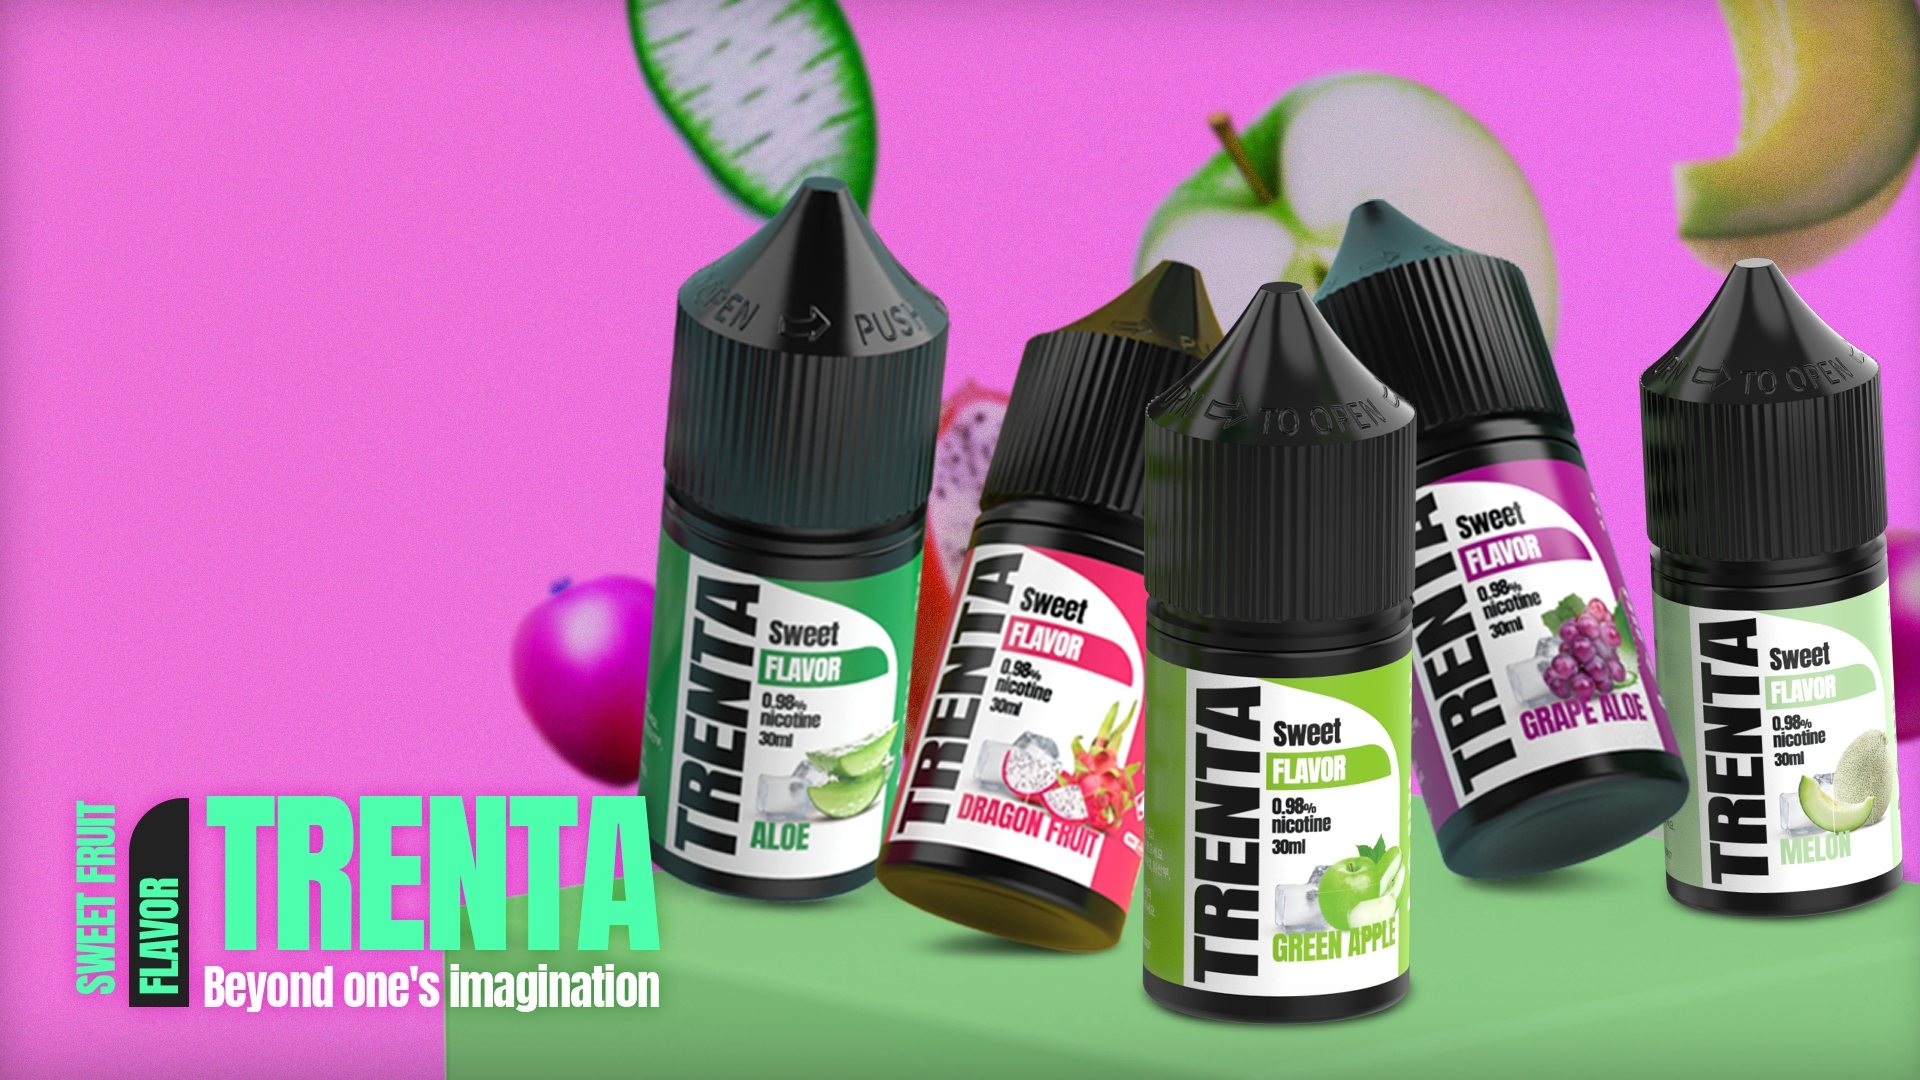 SWEET FRUIT
FLAVOR
TRENTA
Beyond one's imagination
OPEN PUSH
TRENTA
Sweet
FLAVOR
0.98%
nicotine
30ml
ALOE
TRENTA
Sweet
FLAVOR
0.98%
nicotine
30ml
DRAGON FRUIT
TO OPEN
TRENTA
Sweet
FLAVOR
0.98%
nicotine
30ml
GREEN APPLE
TRENTA
Sweet
FLAVOR
0.98%
nicotine
30ml
GRAPE ALOE
TO OPEN
TRENTA
Sweet
FLAVOR
0.98%
nicotine
30ml
MELON